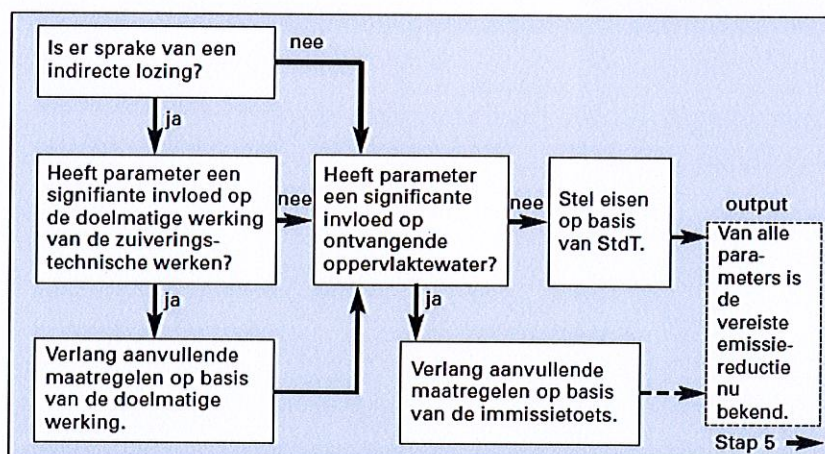 Is er sprake van een
indirecte lozing?
nee
ja
Heeft parameter een
signifiante invloed op
de doelmatige werking
van de zuiverings-
technische werken?
nee
Heeft parameter
een significante
invloed op
ontvangende
oppervlaktewater?
nee
Stel eisen
op basis
van StdT.
output
Van alle
para-
meters is
de
vereiste
emissie-
reductie
nu
bekend.
ja
ja
Verlang aanvullende
maatregelen op basis
van de doelmatige
werking.
Verlang aanvullende
maatregelen op basis
van de immissietoets.
Stap 5